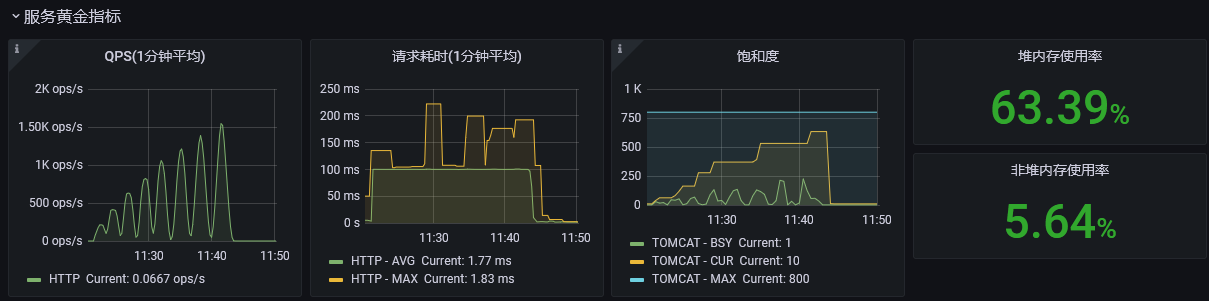 服务黄金指标
i
QPS(1分钟平均)
2K ops/s
1.50K ops/s
1K ops/s
500 ops/s
0 ops/s
11:30
11:40
11:50
HTTP Current: 0.0667 ops/s
请求耗时(1分钟平均)
250 ms
200 ms
150 ms
100 ms
50 ms
0 s
11:30
11:40
11:50
HTTP - AVG Current: 1.77 ms
HTTP - MAX Current: 1.83 ms
i
饱和度
1 K
750
500
250
0
11:30
11:40
11:50
TOMCAT - BSY Current: 1
TOMCAT - CUR Current: 10
TOMCAT - MAX Current: 800
堆内存使用率
63.39%
非堆内存使用率
5.64%